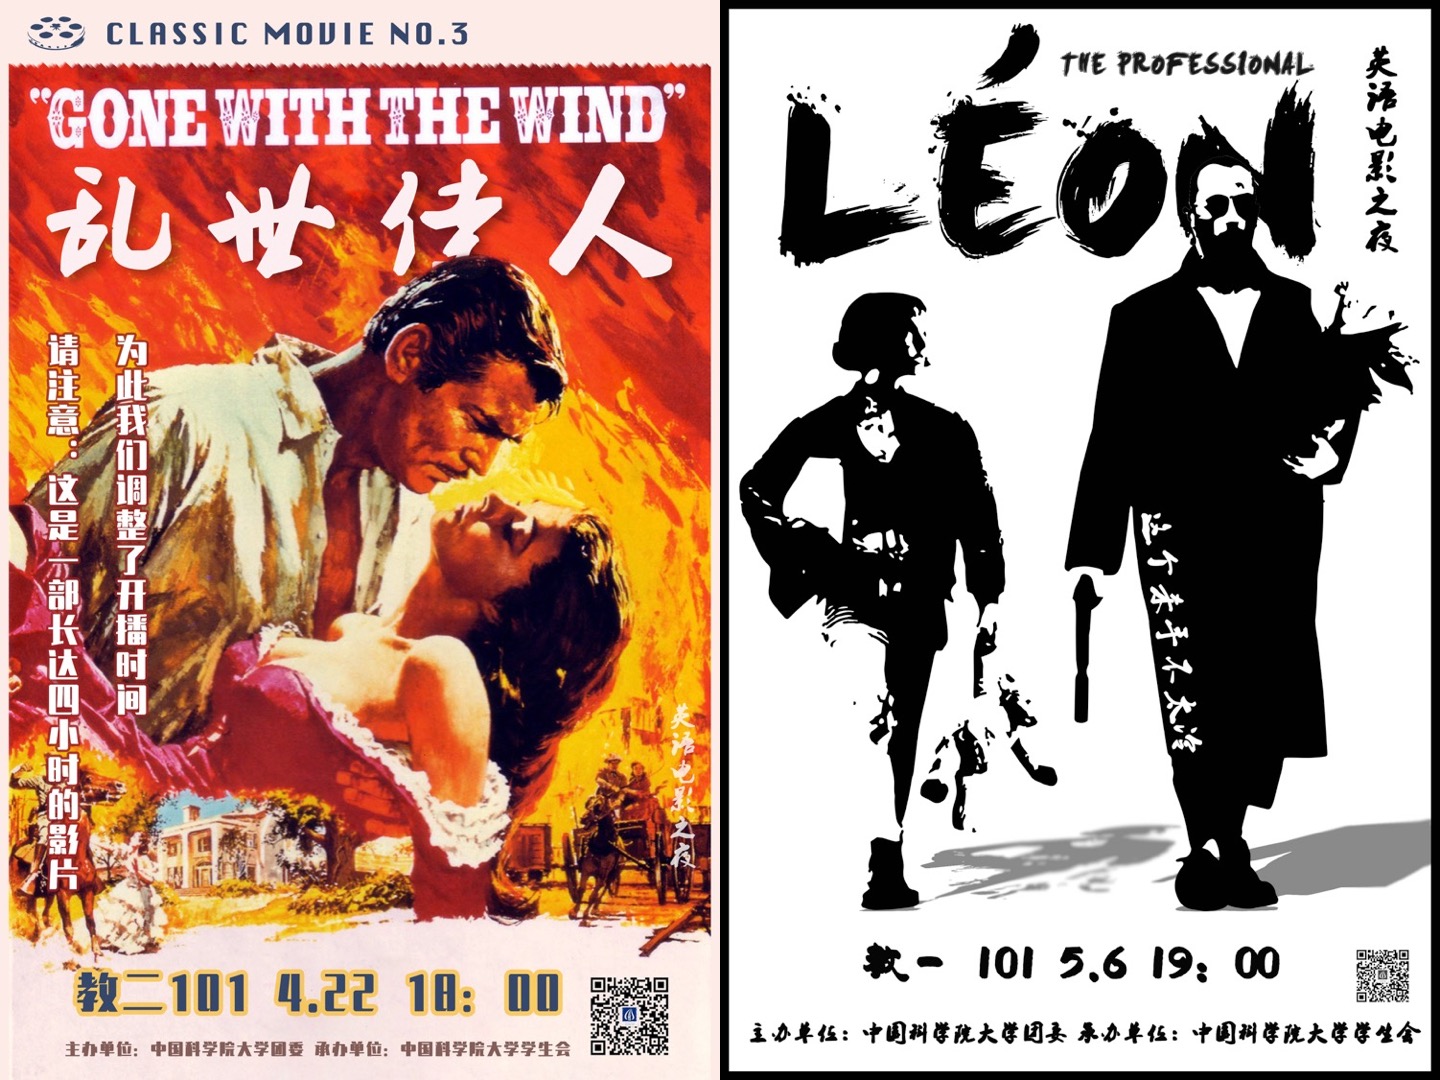 CLASSIC MOVIE NO.3
“GONE WITH THE WIND”
乱世佳人
请注意：这是一部长达四小时的影片
为此我们调整了开播时间
英语电影之夜
教二101 4.22 18：00
主办单位：中国科学院大学团委 承办单位：中国科学院大学学生会
THE PROFESSIONAL
LÉON
英语电影之夜
这个杀手不太冷
教一 101 5.6 19：00
主办单位：中国科学院大学团委 承办单位：中国科学院大学学生会